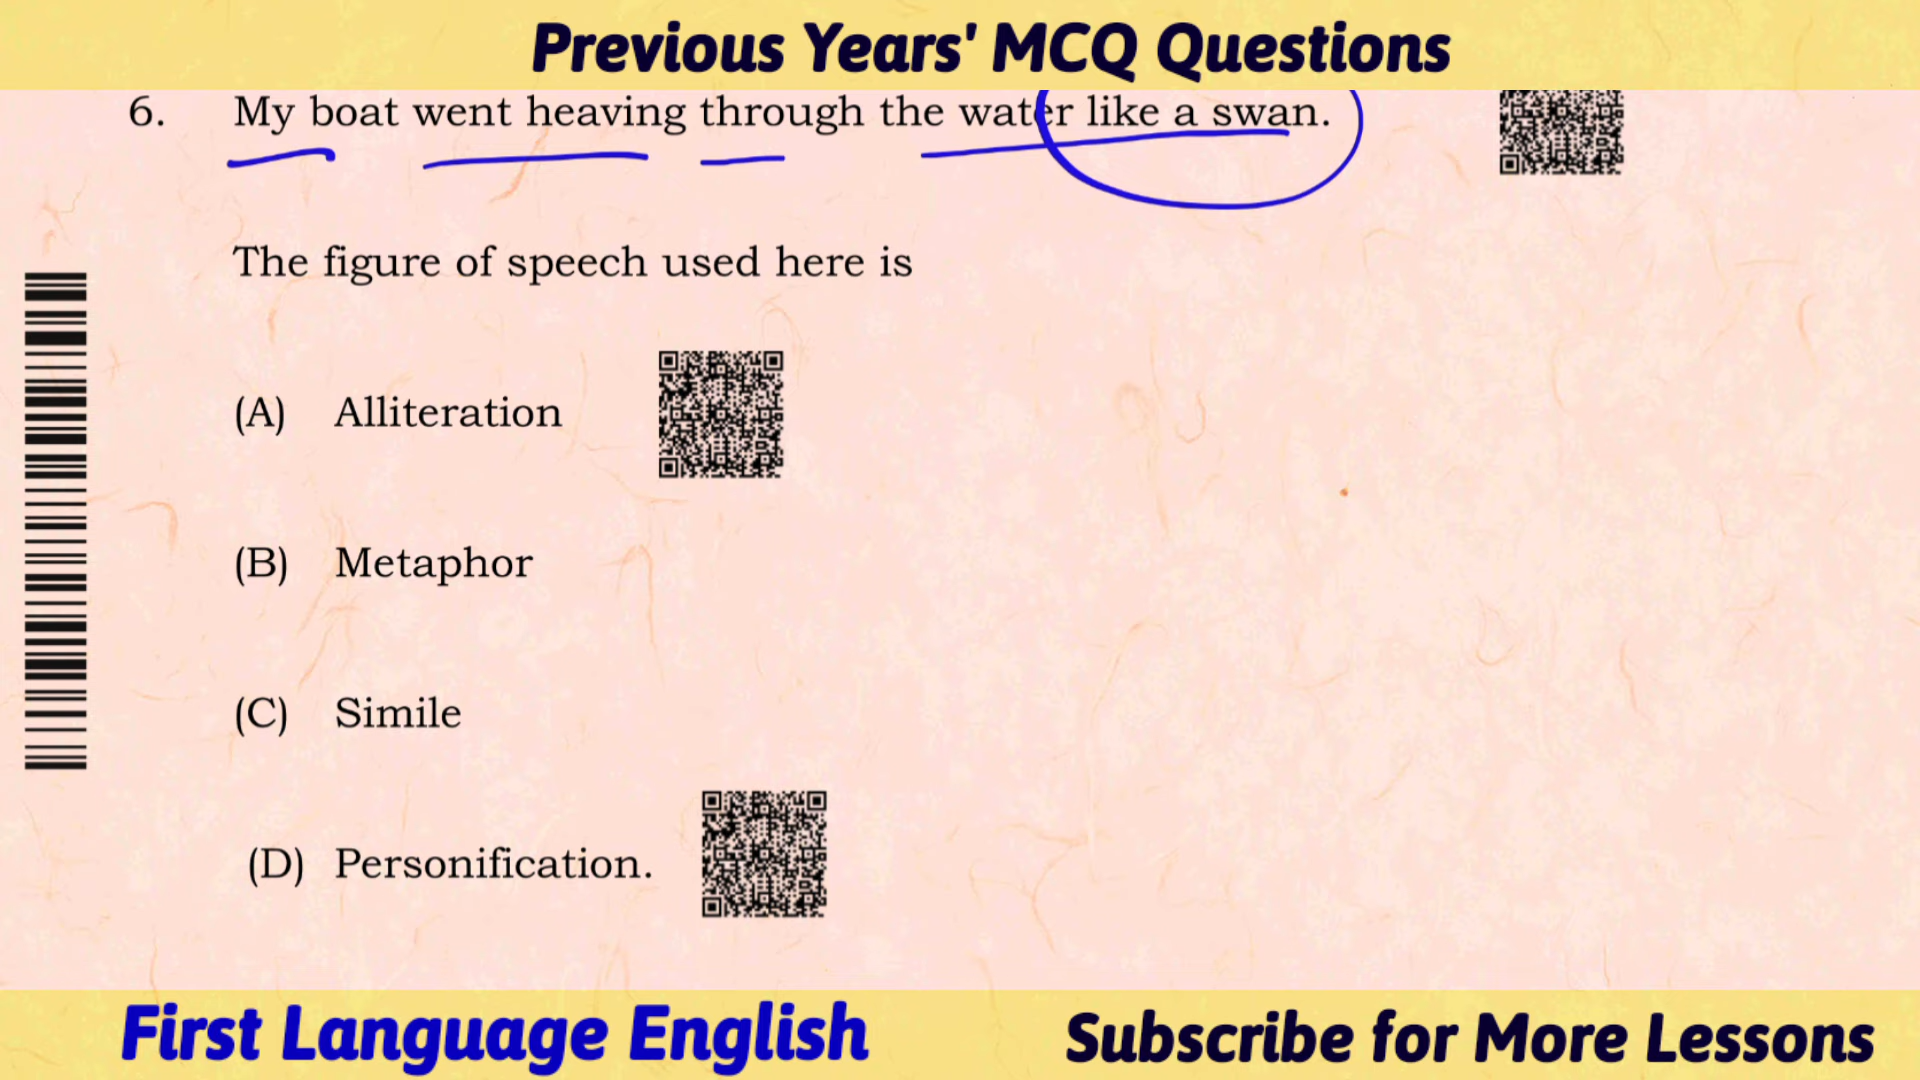 Previous Years' MCQ Questions
6. My boat went heaving through the water like a swan.
The figure of speech used here is
(A) Alliteration
(B) Metaphor
(C) Simile
(D) Personification.
First Language English
Subscribe for More Lessons